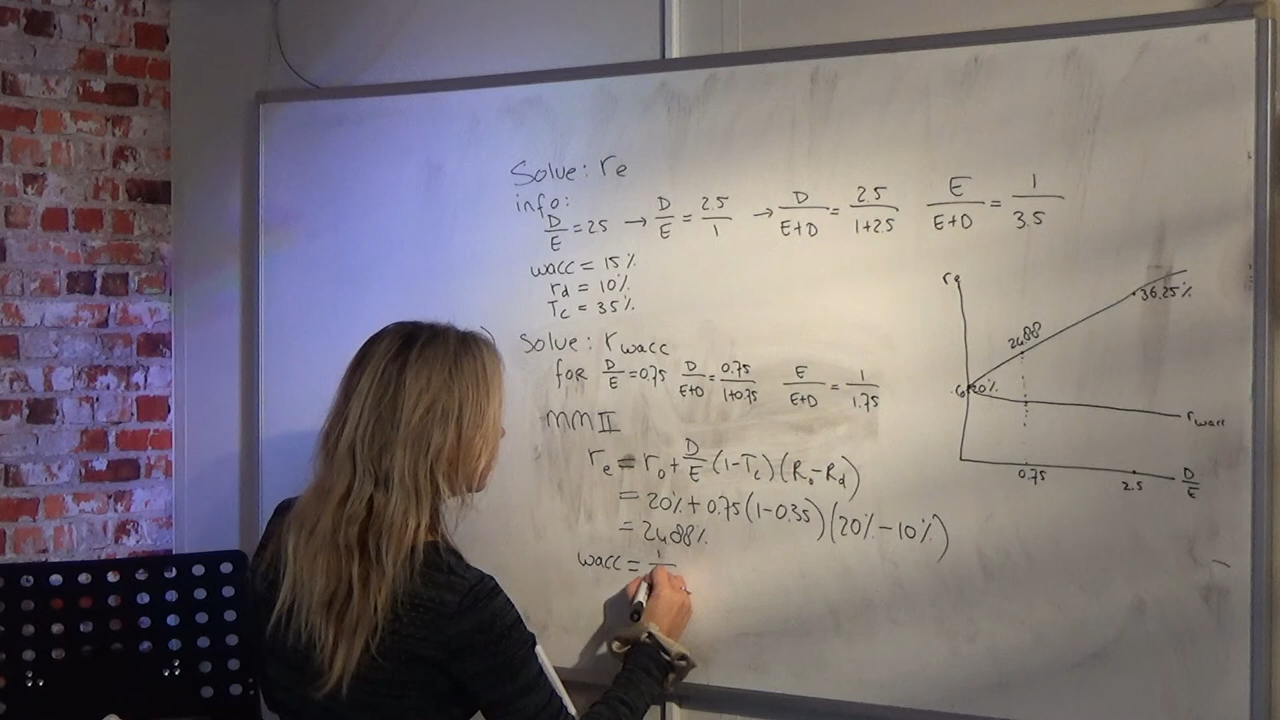 Solve: re
info:
D/E = 25 → D/E = 2.5/1 → D/E+D = 2.5/1+2.5 E/E+D = 1/3.5
wacc = 15%
rd = 10%
Tc = 35%
Solve: rwacc
FOR D/E = 0.75 D/E+D = 0.75/1+0.75 E/E+D = 1/1.75
MM II
re = r0 + D/E (1-Tc)(R0-Rd)
= 20% + 0.75(1-0.35)(20%-10%)
= 24.88%
wacc = 1
36.25%
24.88
20%
rwacc
0.75
2.5
D/E